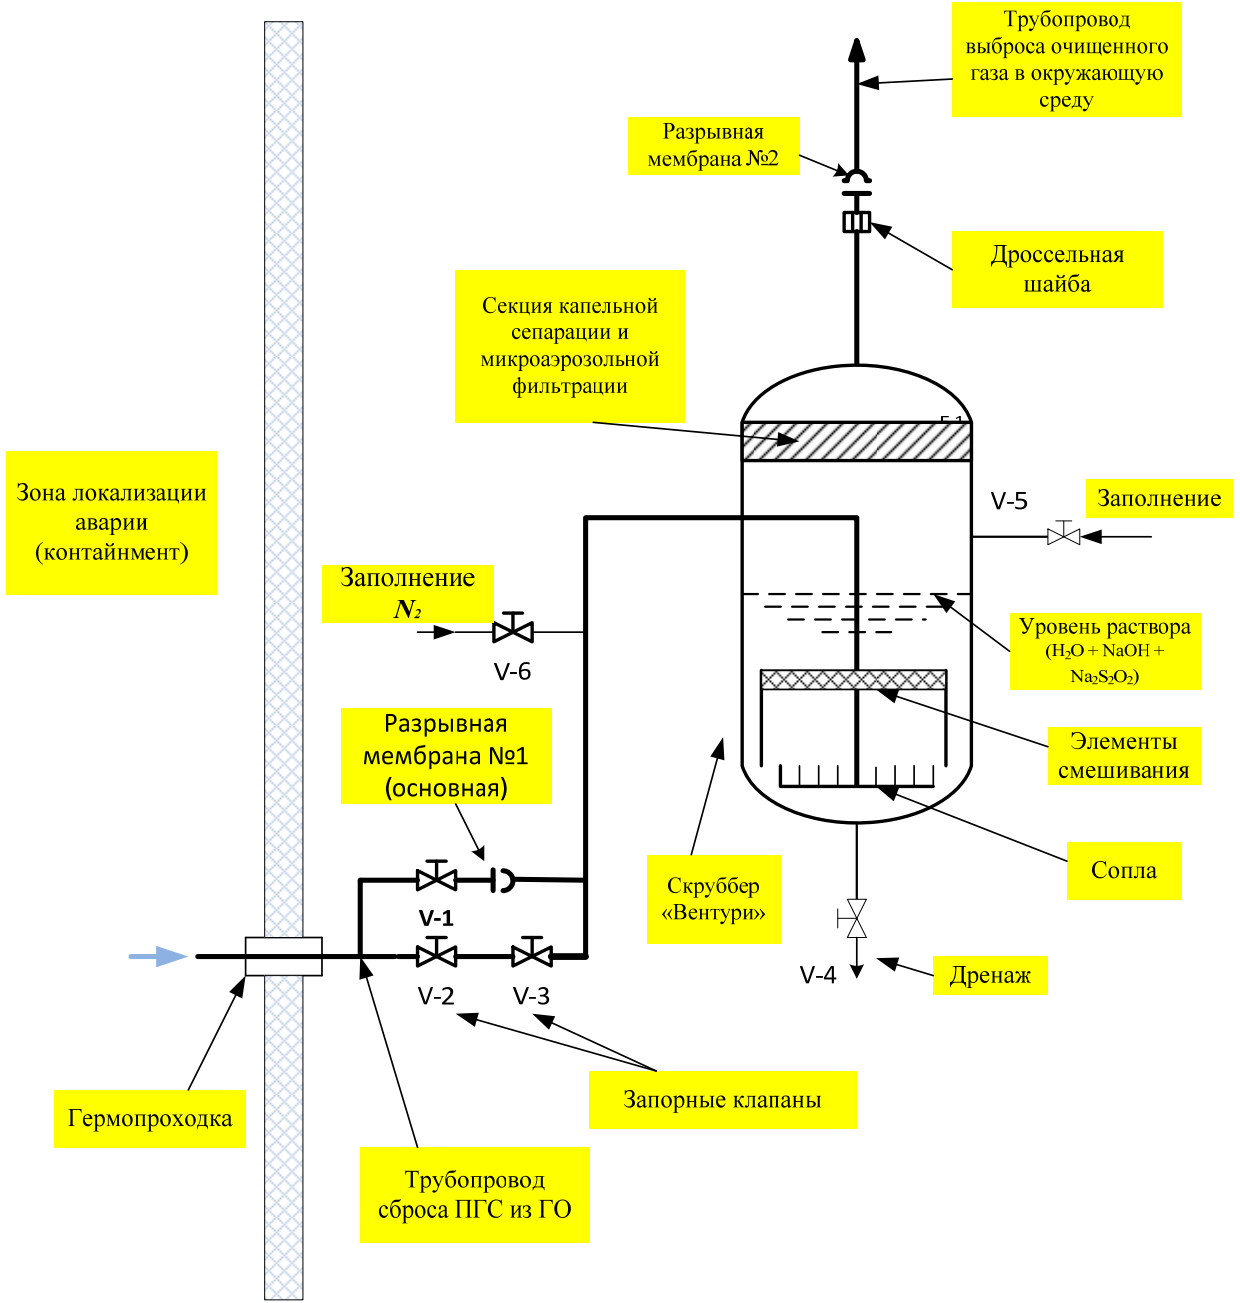 Трубопровод
выброса очищенного
газа в окружающую
среду
Разрывная
мембрана №2
Дроссельная
шайба
Секция капельной
сепарации и
микроаэрозольной
фильтрации
Зона локализации
аварии
(контайнмент)
V-5
Заполнение
Заполнение
N₂
V-6
Уровень раствора
(H₂O + NaOH +
Na₂S₂O₂)
Разрывная
мембрана №1
(основная)
Элементы
смешивания
Сопла
Скруббер
«Вентури»
V-1
V-2
V-3
V-4
Дренаж
Запорные клапаны
Гермопроходка
Трубопровод
сброса ПГС из ГО